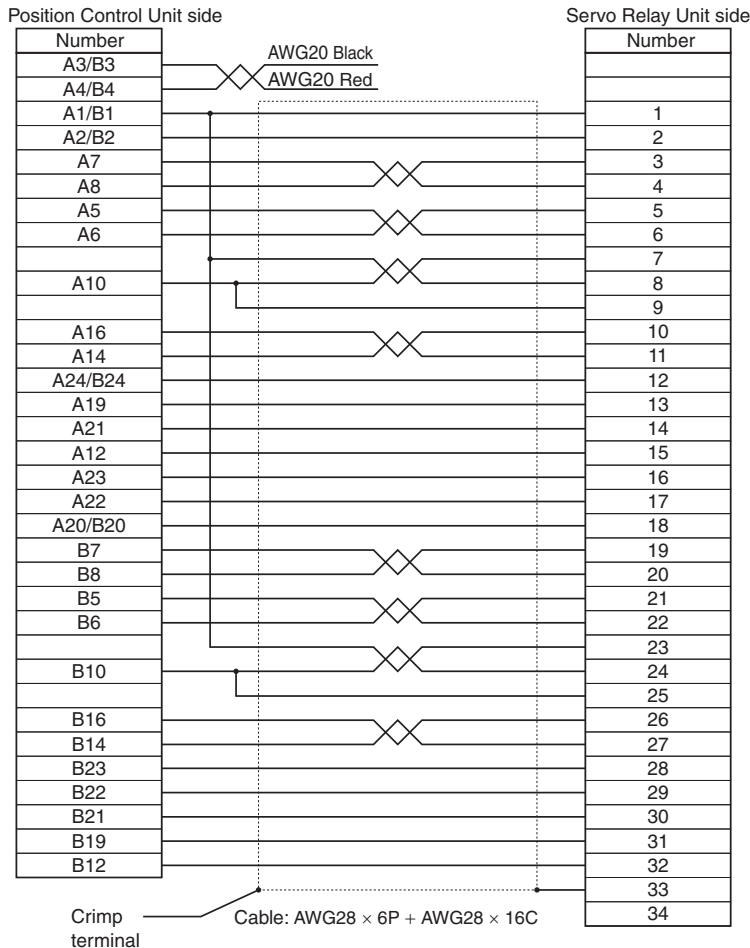 Position Control Unit side Servo Relay Unit side
Number Number
A3/B3 AWG20 Black
A4/B4 AWG20 Red
A1/B1 1
A2/B2 2
A7 3
A8 4
A5 5
A6 6
7
A10 8
9
A16 10
A14 11
A24/B24 12
A19 13
A21 14
A12 15
A23 16
A22 17
A20/B20 18
B7 19
B8 20
B5 21
B6 22
23
B10 24
25
B16 26
B14 27
B23 28
B22 29
B21 30
B19 31
B12 32
33
34
Crimp terminal
Cable: AWG28 × 6P + AWG28 × 16C